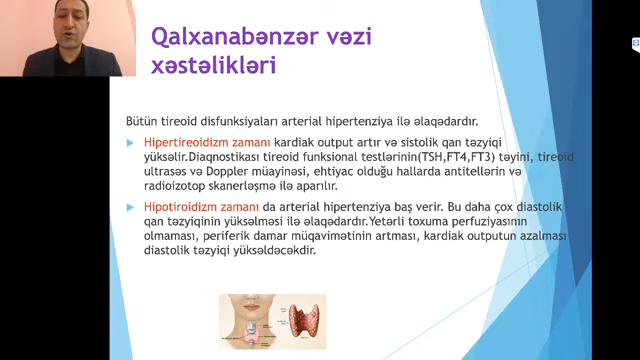 Qalxanabənzər vəzi
xəstəlikləri
Bütün tireoid disfunksiyaları arterial hipertenziya ilə əlaqədardır.
Hipertireoidizm zamanı kardiak output artır və sistolik qan təzyiqi
yüksəlir.Diaqnostikası tireoid funksional testlərinin(TSH,FT4,FT3) təyini, tireoid
ultrasəs və Doppler müayinəsi, ehtiyac olduğu hallarda antitellərin və
radioizotop skanerləşmə ilə aparılır.
Hipotiroidizm zamanı da arterial hipertenziya baş verir. Bu daha çox diastolik
qan təzyiqinin yüksəlməsi ilə əlaqədardır.Yetərli toxuma perfuziyasının
olmaması, periferik damar müqavimətinin artması, kardiak outputun azalması
diastolik təzyiqi yüksəldəcəkdir.